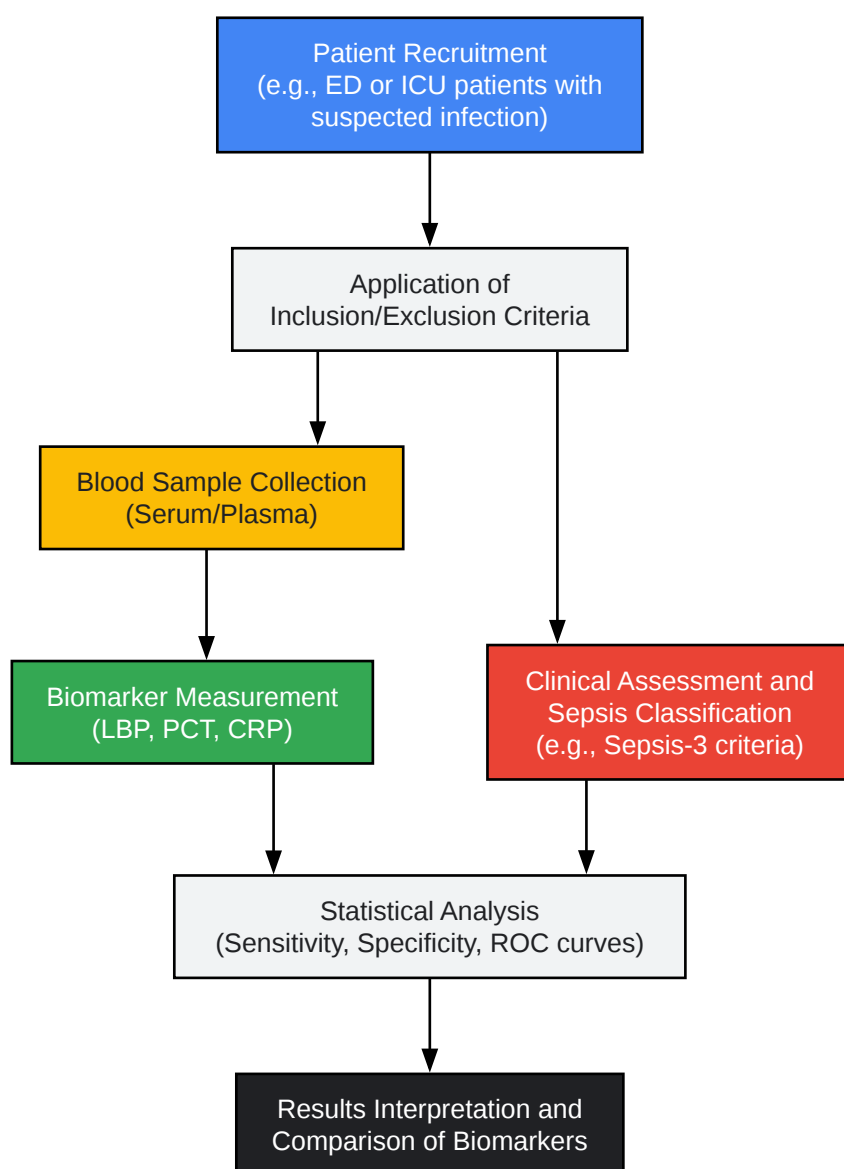 Patient Recruitment
(e.g., ED or ICU patients with
suspected infection)
Application of
Inclusion/Exclusion Criteria
Blood Sample Collection
(Serum/Plasma)
Biomarker Measurement
(LBP, PCT, CRP)
Clinical Assessment and
Sepsis Classification
(e.g., Sepsis-3 criteria)
Statistical Analysis
(Sensitivity, Specificity, ROC curves)
Results Interpretation and
Comparison of Biomarkers